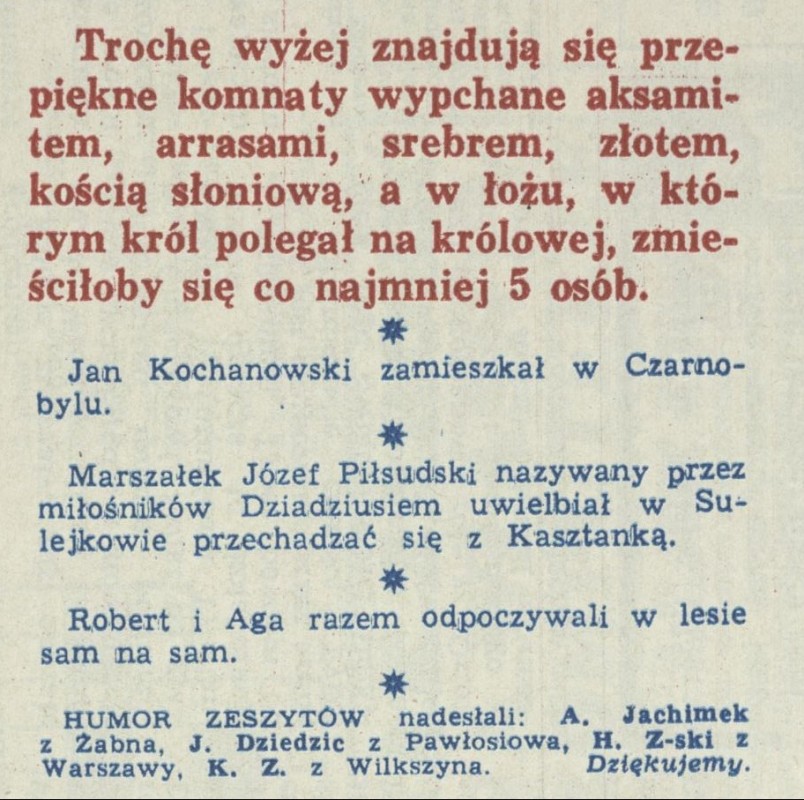 Trochę wyżej znajdują się prze-
piękne komnaty wypchane aksami-
tem, arrasami, srebrem, złotem,
kością słoniową, a w łożu, w któ-
rym król polegał na królowej, zmie-
ściłoby się co najmniej 5 osób.
Jan Kochanowski zamieszkał w Czarno-
bylu.
Marszałek Józef Piłsudski nazywany przez
miłośników Dziadziusiem uwielbiał w Su-
lejkowie przechadzać się z Kasztanką.
Robert i Aga razem odpoczywali w lesie
sam na sam.
HUMOR ZESZYTÓW nadesłali: A. Jachimek
z Żabna, J. Dziedzic z Pawłosiowa, H. Z-ski z
Warszawy, K. Z. z Wilkszyna. Dziękujemy.